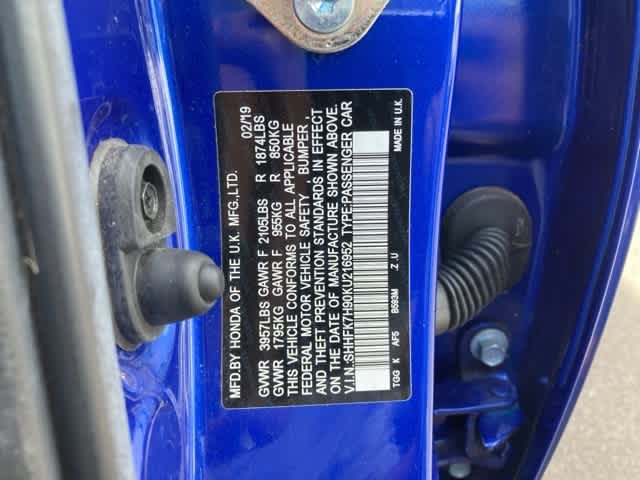 MFD.BY HONDA OF THE U.K. MFG.,LTD. 02/19
GVWR 3957LBS GAWR F 2105LBS R 1874LBS
GVWR 1795KG GAWR F 955KG R 850KG
THIS VEHICLE CONFORMS TO ALL APPLICABLE
FEDERAL MOTOR VEHICLE SAFETY , BUMPER ,
AND THEFT PREVENTION STANDARDS IN EFFECT
ON THE DATE OF MANUFACTURE SHOWN ABOVE.
V.I.N.:SHHFK7H90KU216952 TYPE:PASSENGER CAR
TGG K AF5 B593M .Z .U MADE IN U.K.